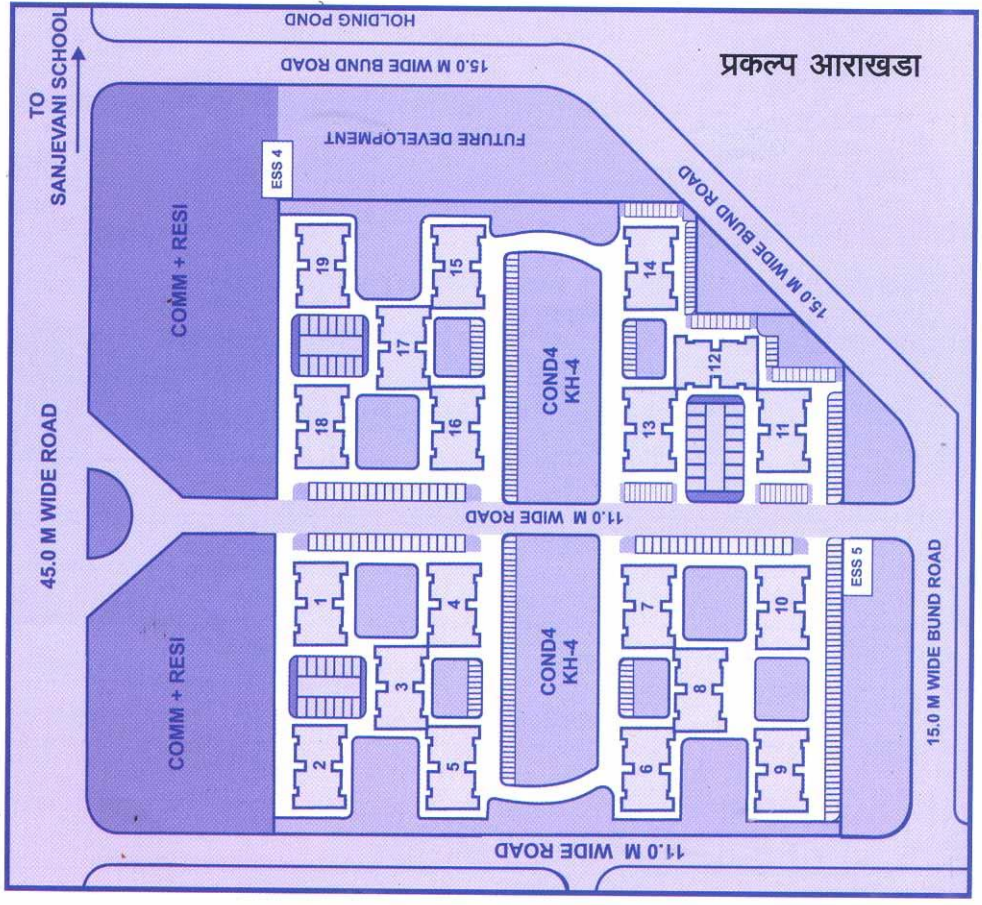 प्रकल्प आराखडा
HOLDING POND
15.0 M WIDE BUND ROAD
TO
SANJEVANI SCHOOL
FUTURE DEVELOPMENT
ESS 4
COMM + RESI
15.0 M WIDE BUND ROAD
19
15
14
17
12
18
16
13
11
COND4
KH-4
45.0 M WIDE ROAD
11.0 M WIDE ROAD
ESS 5
1
4
7
10
3
8
2
5
6
9
COND4
KH-4
COMM + RESI
15.0 M WIDE BUND ROAD
11.0 M WIDE ROAD